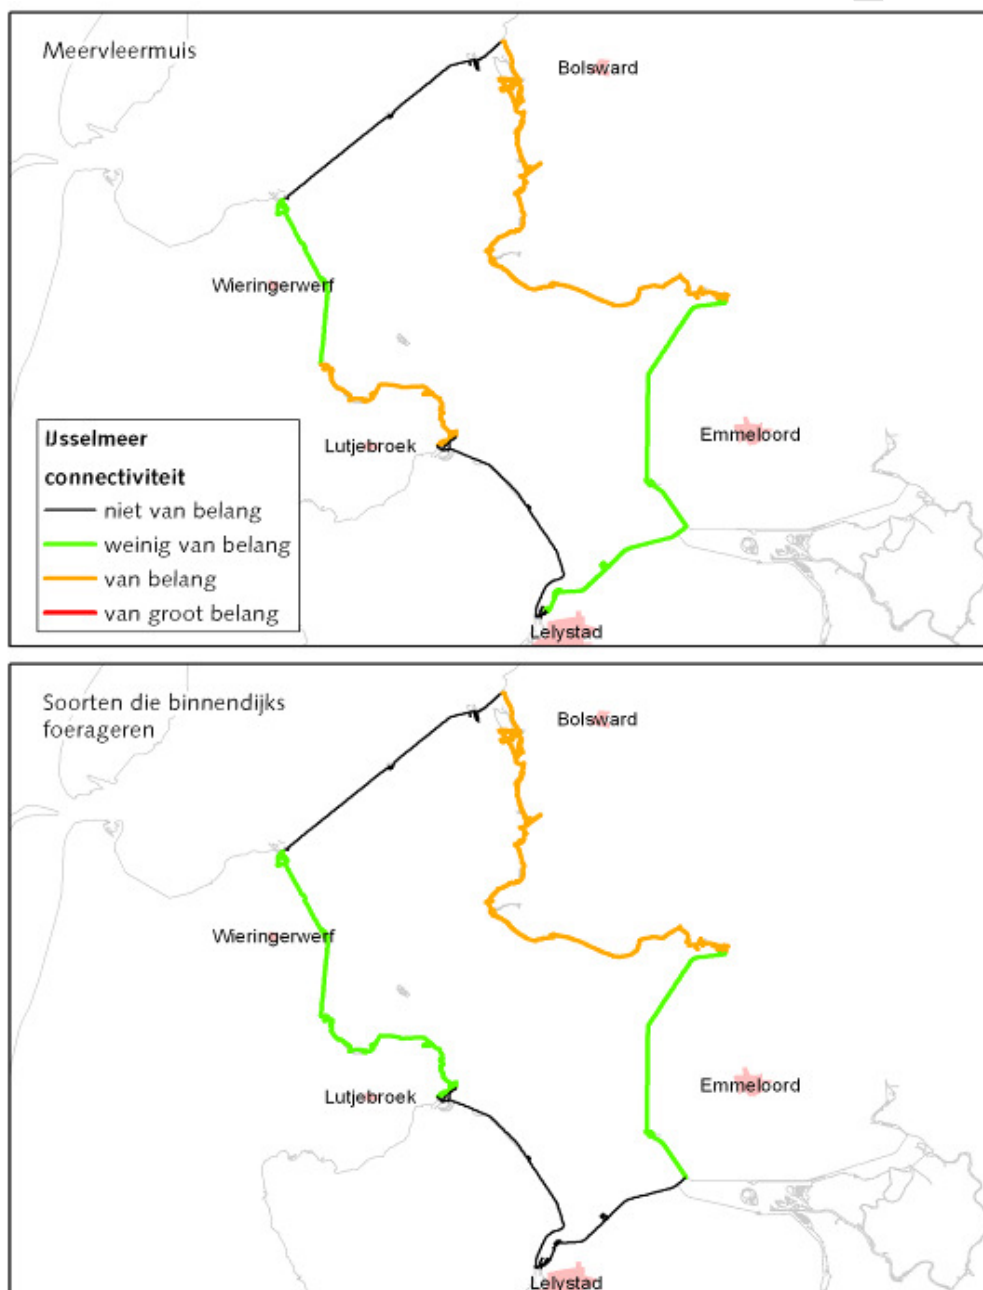 Meervleermuis
Bolsward
Wieringerwerf
Lutjebroek
Emmeloord
Lelystad
IJsselmeer
connectiviteit
niet van belang
weinig van belang
van belang
van groot belang
Soorten die binnendijks
foerageren
Bolsward
Wieringerwerf
Lutjebroek
Emmeloord
Lelystad